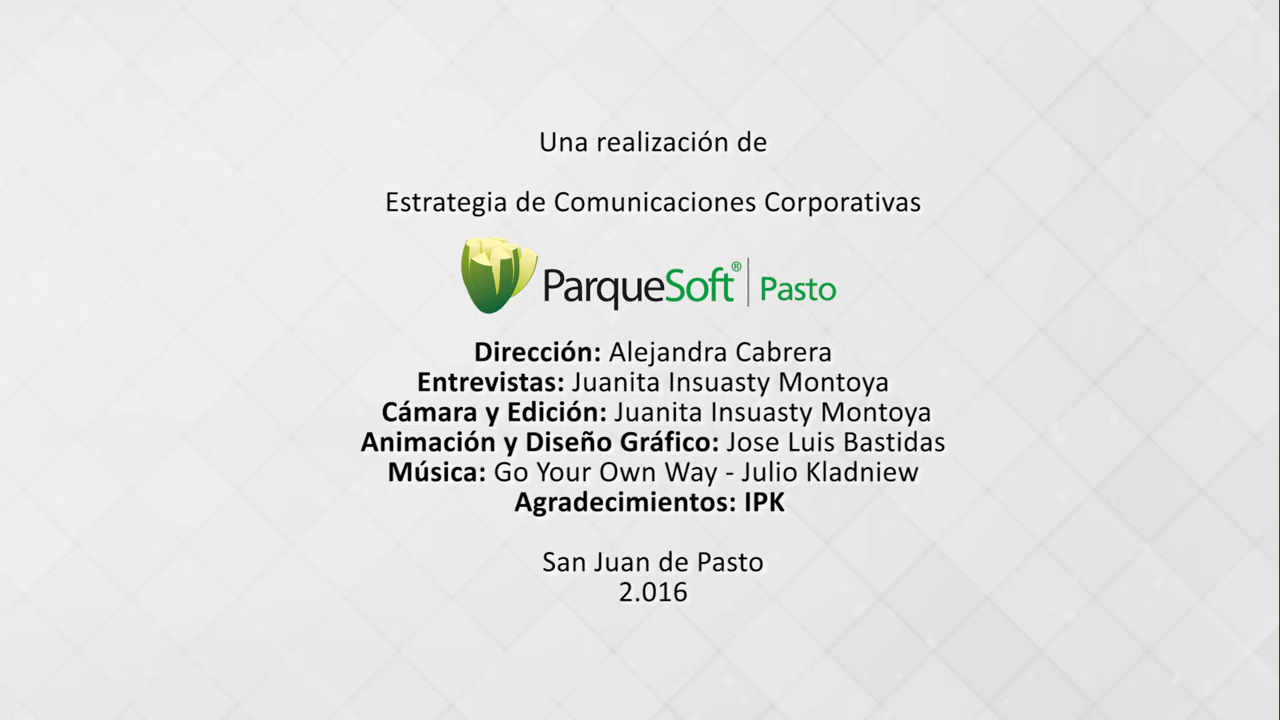 Una realización de
Estrategia de Comunicaciones Corporativas
ParqueSoft® | Pasto
Dirección: Alejandra Cabrera
Entrevistas: Juanita Insuasty Montoya
Cámara y Edición: Juanita Insuasty Montoya
Animación y Diseño Gráfico: Jose Luis Bastidas
Música: Go Your Own Way - Julio Kladniew
Agradecimientos: IPK
San Juan de Pasto
2.016